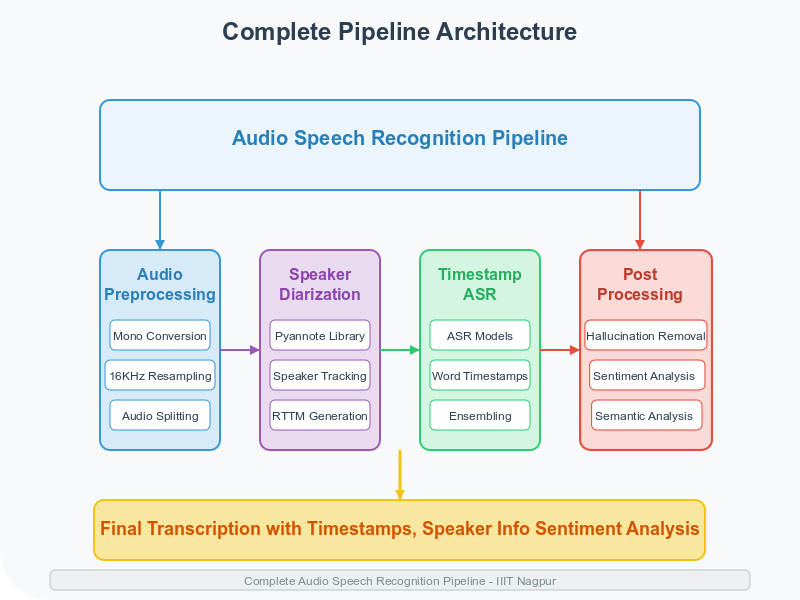 Complete Pipeline Architecture
Audio Speech Recognition Pipeline
Audio
Preprocessing
Mono Conversion
16KHz Resampling
Audio Splitting
Speaker
Diarization
Pyannote Library
Speaker Tracking
RTTM Generation
Timestamp
ASR
ASR Models
Word Timestamps
Ensembling
Post
Processing
Hallucination Removal
Sentiment Analysis
Semantic Analysis
Final Transcription with Timestamps, Speaker Info Sentiment Analysis
Complete Audio Speech Recognition Pipeline - IIIT Nagpur